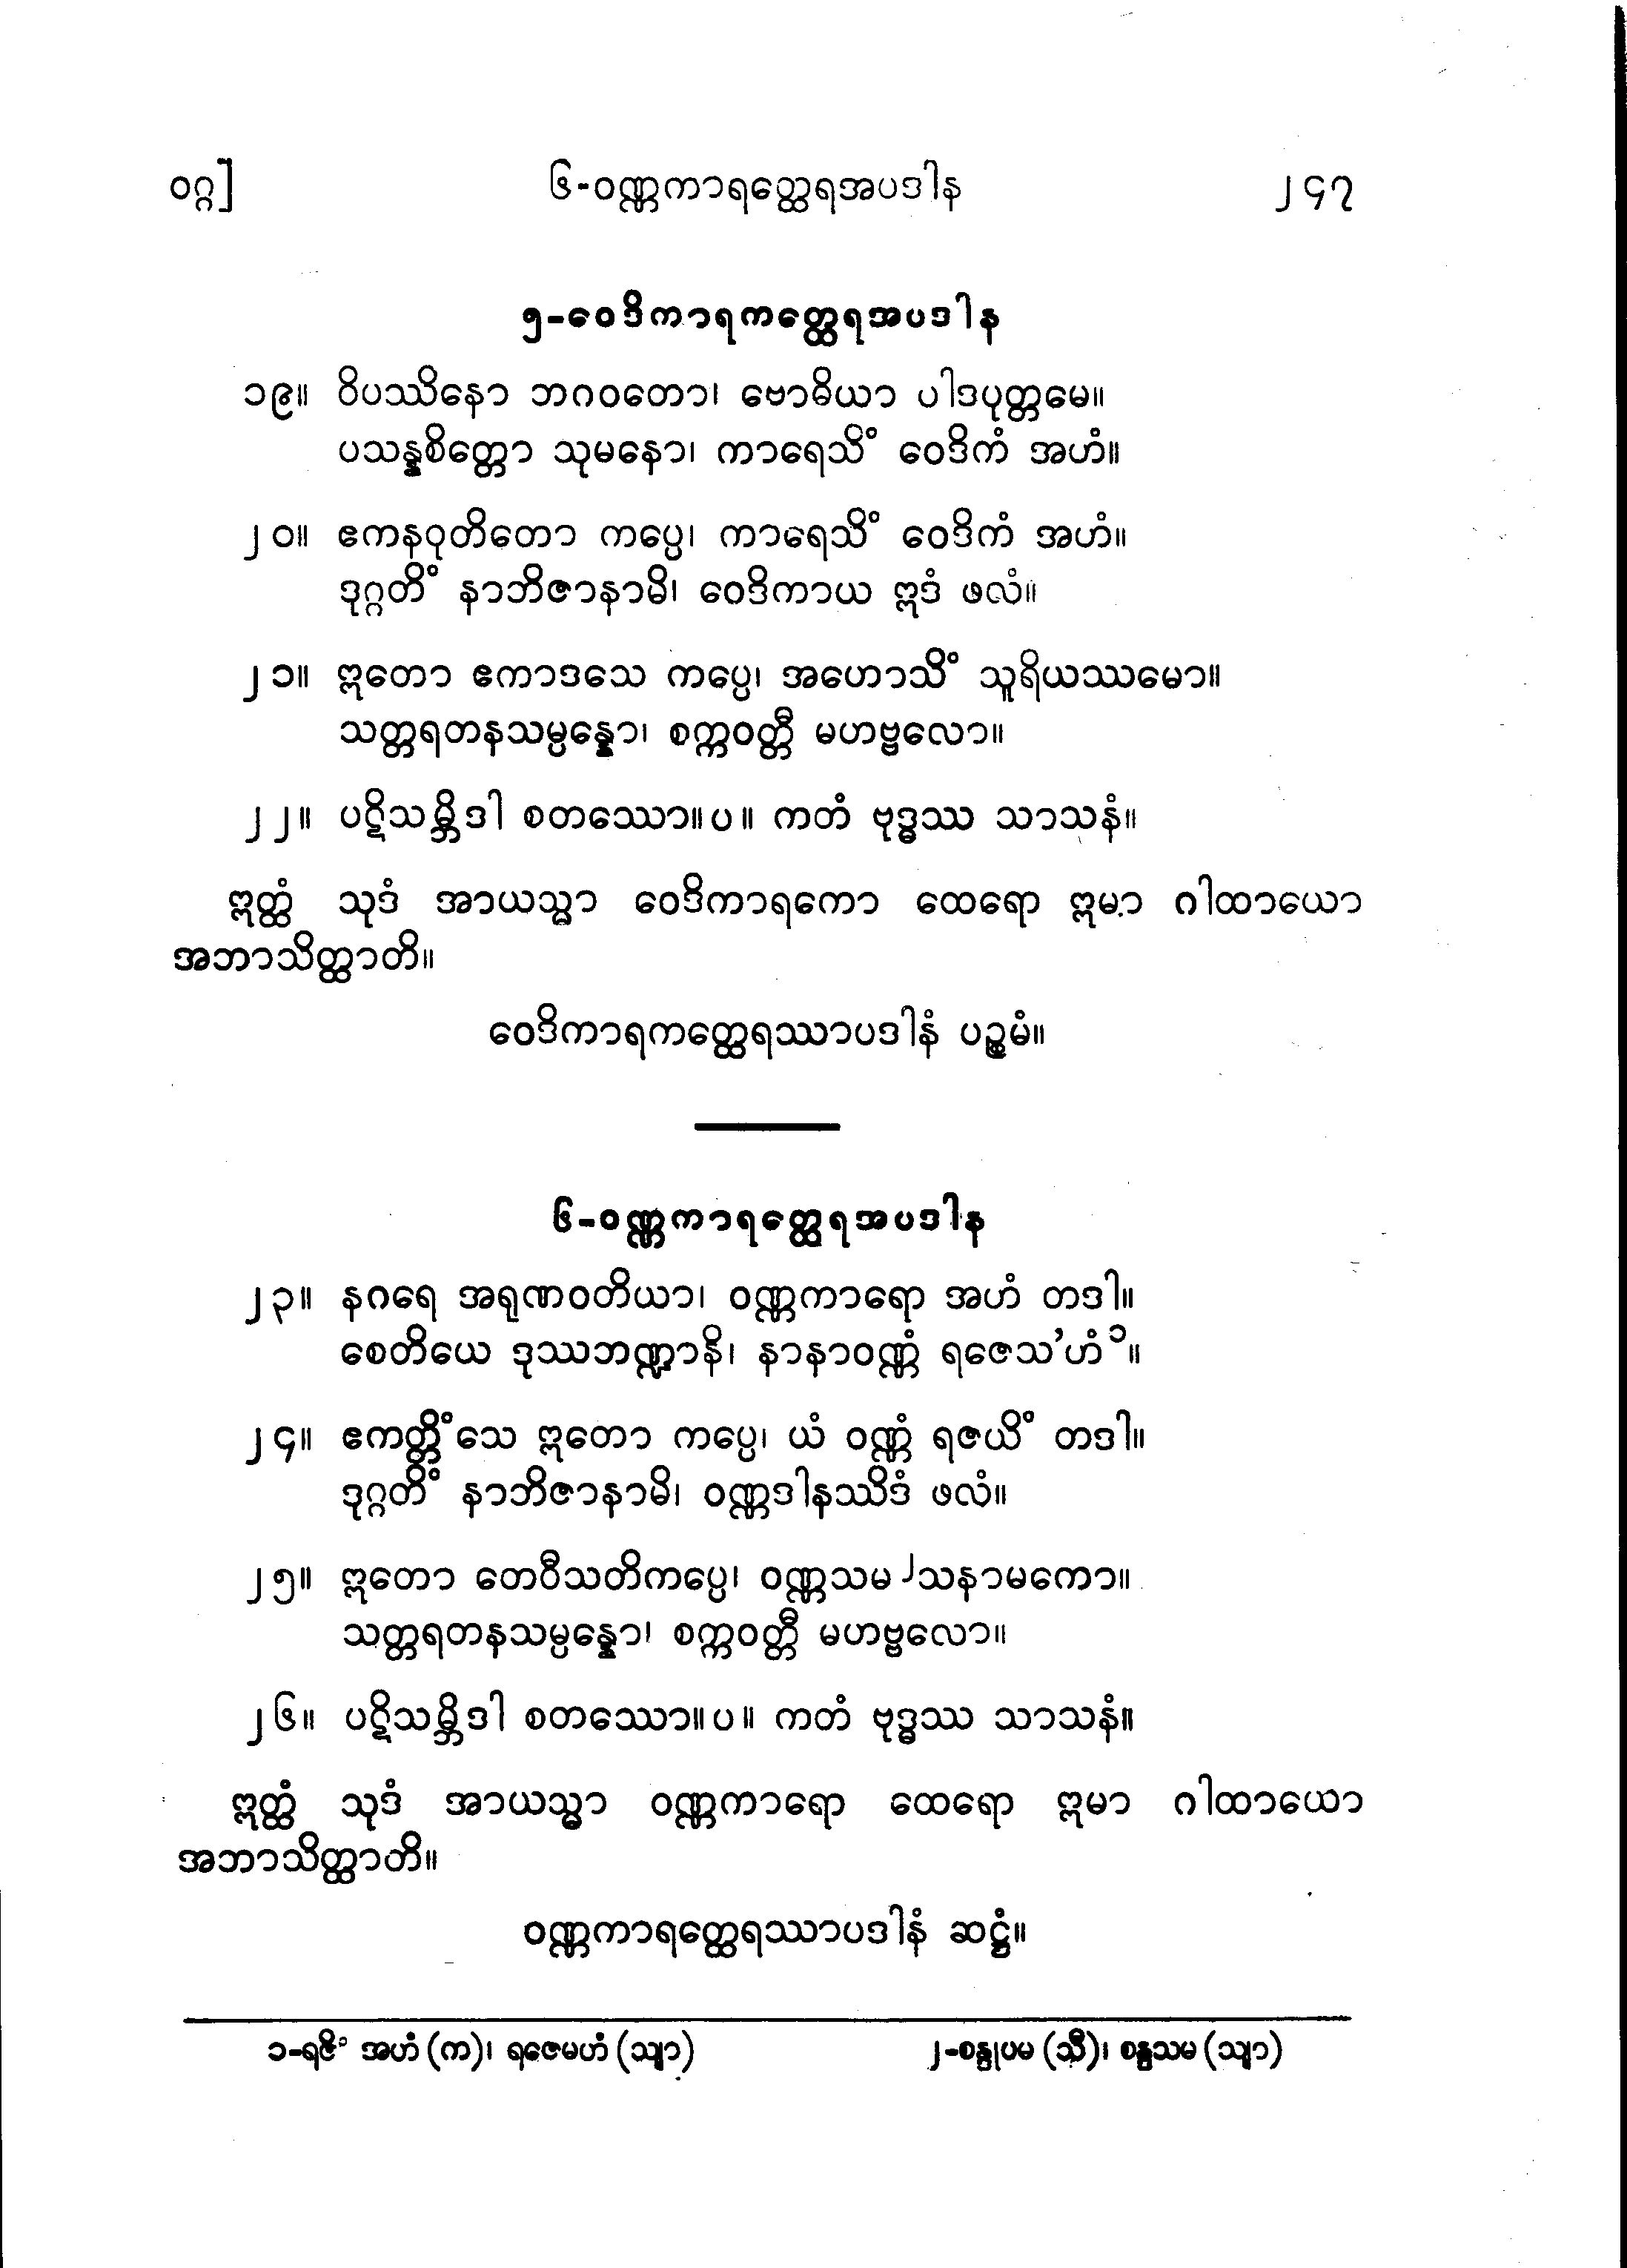 ဝဂ္ဂ] ၆-ဝဏ္ဏကာရတ္ထေရအပဒါန ၂၄၇
၅-ဝေဒိကာရကတ္ထေရအပဒါန
၁၉။ ဝိပဿိနော ဘဂဝတော၊ ဗောဓိယာ ပါဒပုတ္တမေ။
ပသန္နစိတ္တော သုမနော၊ ကာရေသိံ ဝေဒိကံ အဟံ။
၂၀။ ဧကနဝုတိတော ကပ္ပေ၊ ကာရေသိံ ဝေဒိကံ အဟံ။
ဒုဂ္ဂတိံ နာဘိဇာနာမိ၊ ဝေဒိကာယ ဣဒံ ဖလံ။
၂၁။ ဣတော ဧကာဒသေ ကပ္ပေ၊ အဟောသိံ သူရိယဿမော။
သတ္တရတနသမ္ပန္နော၊ စက္ကဝတ္တီ မဟဗ္ဗလော။
၂၂။ ပဋိသမ္ဘိဒါ စတဿော။ပ။ ကတံ ဗုဒ္ဓဿ သာသနံ။
ဣတ္ထံ သုဒံ အာယသ္မာ ဝေဒိကာရကော ထေရော ဣမာ ဂါထာယော
အဘာသိတ္ထာတိ။
ဝေဒိကာရကတ္ထေရဿာပဒါနံ ပဉ္စမံ။
၆-ဝဏ္ဏကာရတ္ထေရအပဒါန
၂၃။ နဂရေ အရုဏဝတိယာ၊ ဝဏ္ဏကာရော အဟံ တဒါ။
စေတိယေ ဒုဿဘဏ္ဍာနိ၊ နာနာဝဏ္ဏံ ရဇေသ’ဟံ ၁။
၂၄။ ဧကတ္တိံသေ ဣတော ကပ္ပေ၊ ယံ ဝဏ္ဏံ ရဇယိံ တဒါ။
ဒုဂ္ဂတိံ နာဘိဇာနာမိ၊ ဝဏ္ဏဒါနဿိဒံ ဖလံ။
၂၅။ ဣတော တေဝီသတိကပ္ပေ၊ ဝဏ္ဏသမ ၂သနာမကော။
သတ္တရတနသမ္ပန္နော၊ စက္ကဝတ္တီ မဟဗ္ဗလော။
၂၆။ ပဋိသမ္ဘိဒါ စတဿော။ပ။ ကတံ ဗုဒ္ဓဿ သာသနံ။
ဣတ္ထံ သုဒံ အာယသ္မာ ဝဏ္ဏကာရော ထေရော ဣမာ ဂါထာယော
အဘာသိတ္ထာတိ။
ဝဏ္ဏကာရတ္ထေရဿာပဒါနံ ဆဋ္ဌံ။
၁-ရဇိံ အဟံ (က)၊ ရဇေမဟံ (သျာ) ၂-စန္ဒုပမ (သီ)၊ စန္ဒသမ (သျာ)